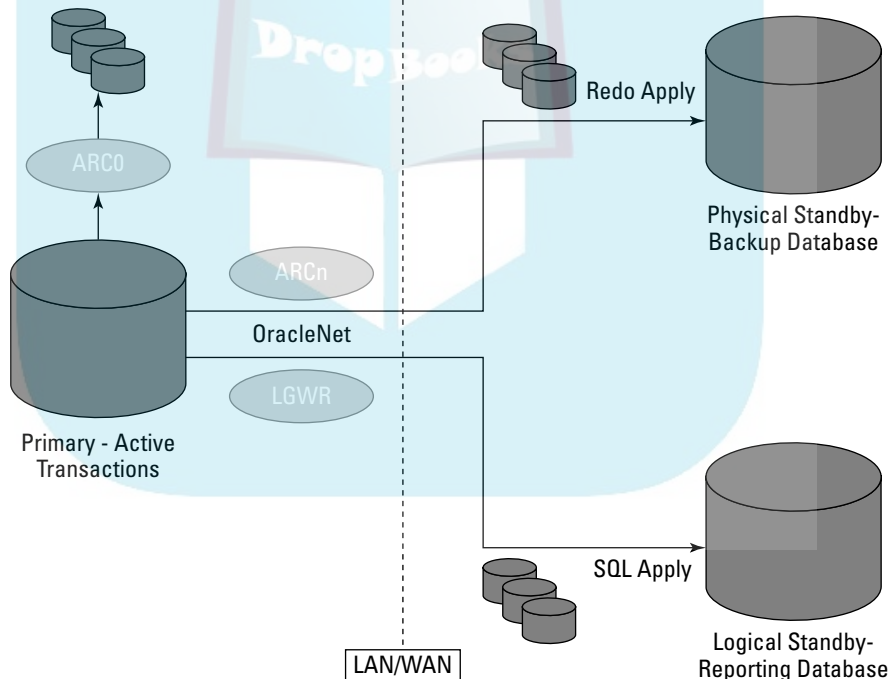 DropBooks
Redo Apply
ARC0
Physical Standby-
Backup Database
ARCn
OracleNet
LGWR
Primary - Active
Transactions
SQL Apply
LAN/WAN
Logical Standby-
Reporting Database